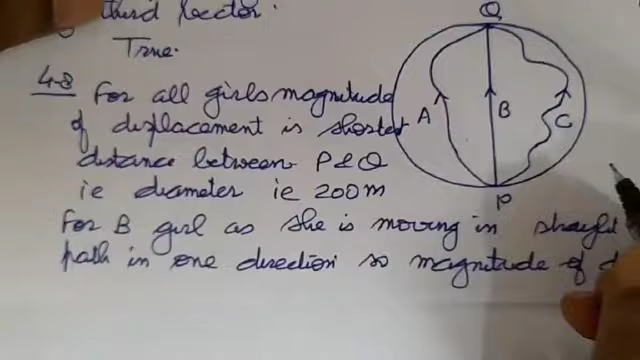 third vector.
True.
4.8 For all girls magnitude
of displacement is shortest
distance between P & Q
ie diameter ie 200m
For B girl as she is moving in straight
path in one direction so magnitude of d
Q
A
B
C
P